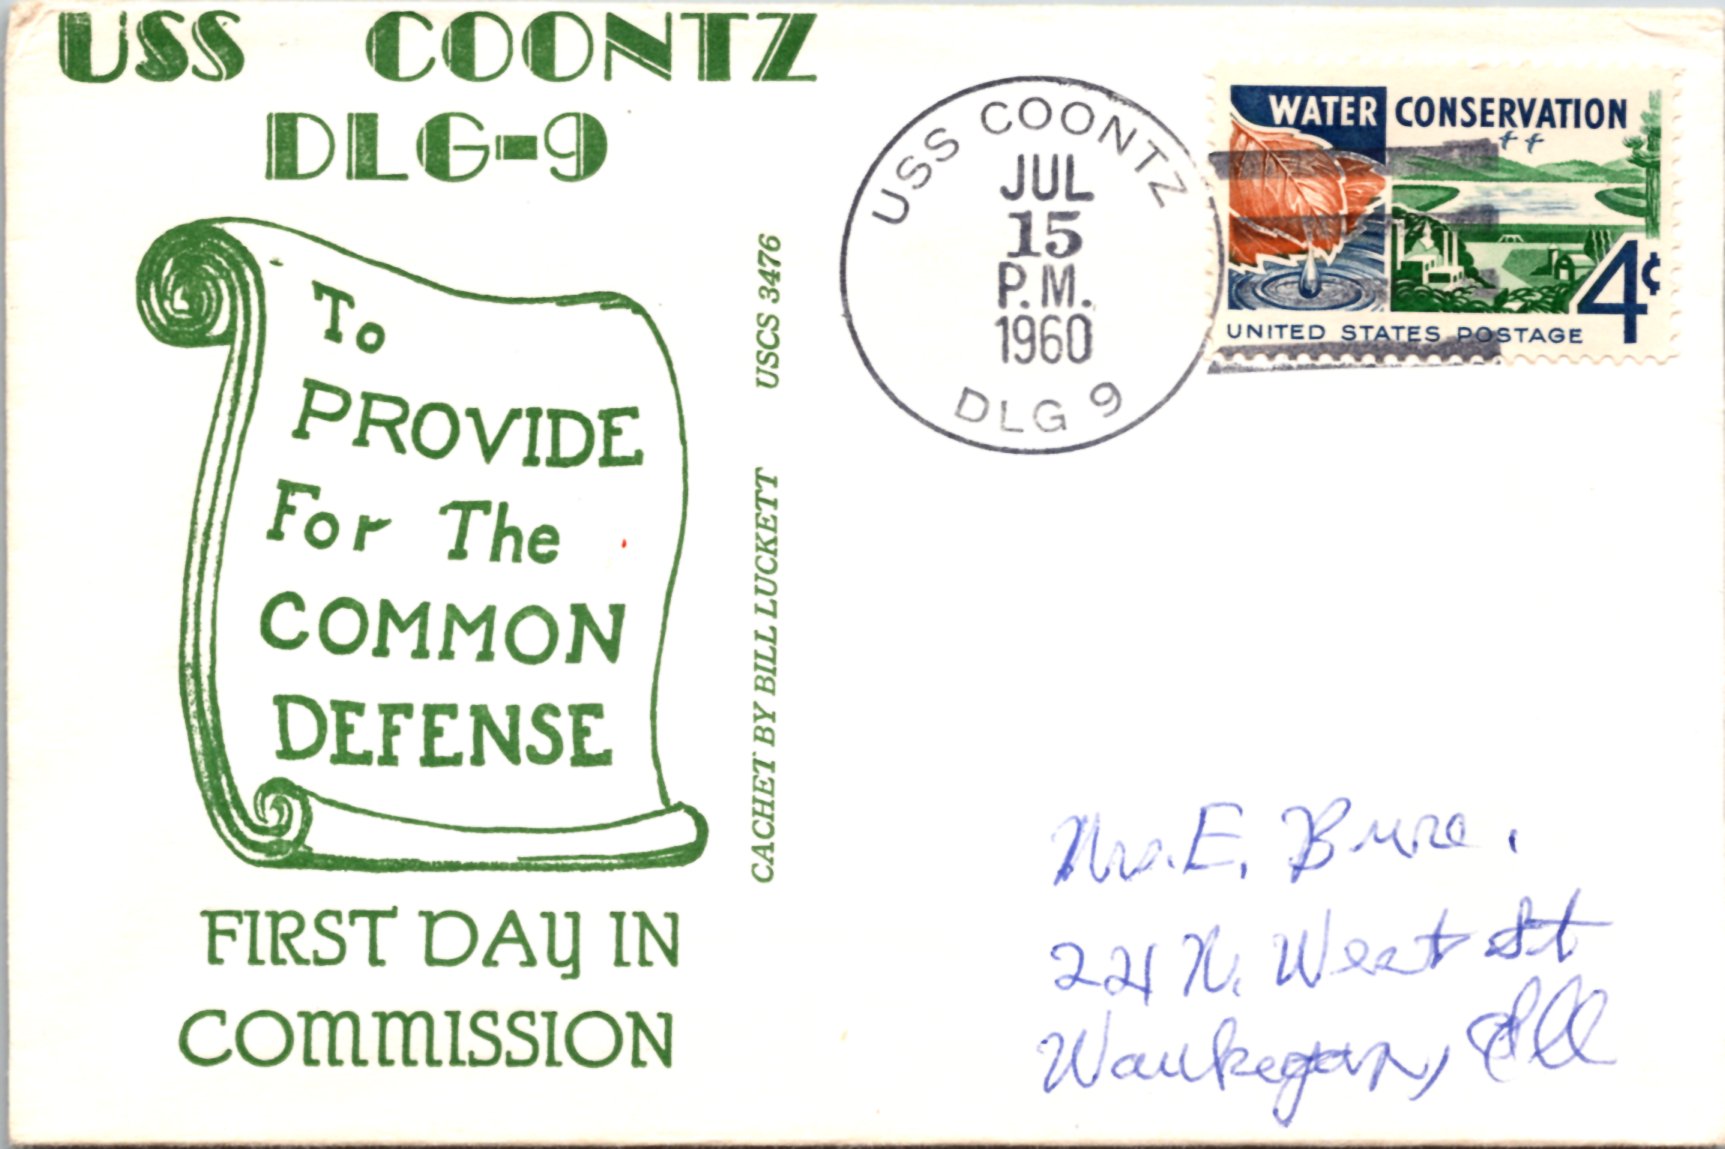 USS COONTZ
DLG-9
To
PROVIDE
For The
COMMON
DEFENSE
FIRST DAY IN
COMMISSION
CACHET BY BILL LUCKETT USCS 3476
USS COONTZ
JUL
15
P.M.
1960
DLG 9
WATER CONSERVATION
4¢
UNITED STATES POSTAGE
E.
N. West St
Waukegan, Ill